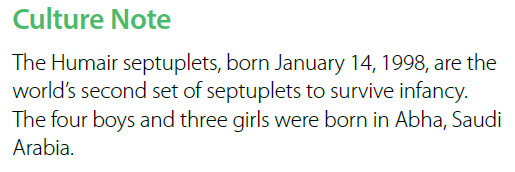 Culture Note
The Humair septuplets, born January 14, 1998, are the
world's second set of septuplets to survive infancy.
The four boys and three girls were born in Abha, Saudi
Arabia.